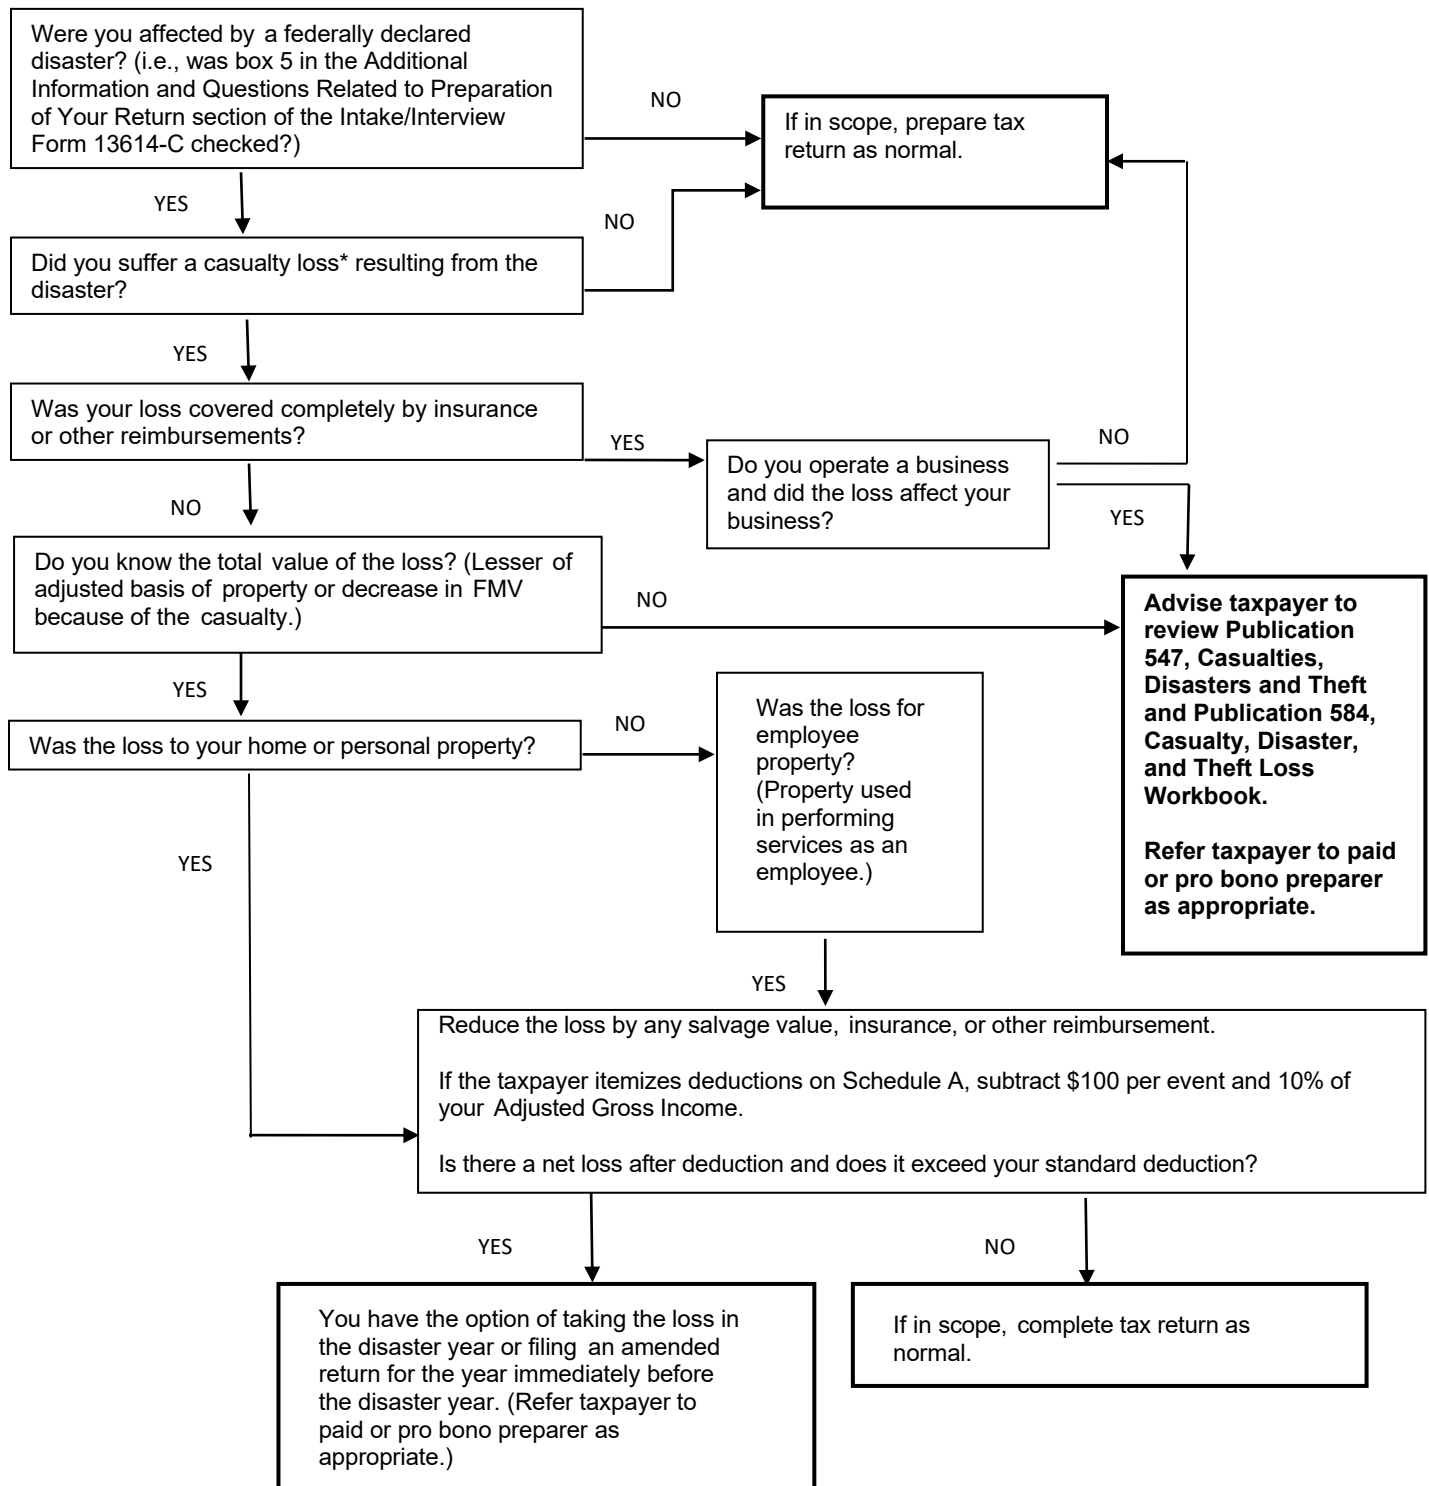 Were you affected by a federally declared
disaster? (i.e., was box 5 in the Additional
Information and Questions Related to Preparation
of Your Return section of the Intake/Interview
Form 13614-C checked?)
NO
If in scope, prepare tax
return as normal.
YES
NO
Did you suffer a casualty loss* resulting from the
disaster?
YES
Was your loss covered completely by insurance
or other reimbursements?
YES
Do you operate a business
and did the loss affect your
business?
NO
YES
NO
Do you know the total value of the loss? (Lesser of
adjusted basis of property or decrease in FMV
because of the casualty.)
NO
Advise taxpayer to
review Publication
547, Casualties,
Disasters and Theft
and Publication 584,
Casualty, Disaster,
and Theft Loss
Workbook.
Refer taxpayer to paid
or pro bono preparer
as appropriate.
YES
Was the loss to your home or personal property?
NO
Was the loss for
employee
property?
(Property used
in performing
services as an
employee.)
YES
YES
Reduce the loss by any salvage value, insurance, or other reimbursement.
If the taxpayer itemizes deductions on Schedule A, subtract $100 per event and 10% of
your Adjusted Gross Income.
Is there a net loss after deduction and does it exceed your standard deduction?
YES
NO
You have the option of taking the loss in
the disaster year or filing an amended
return for the year immediately before
the disaster year. (Refer taxpayer to
paid or pro bono preparer as
appropriate.)
If in scope, complete tax return as
normal.